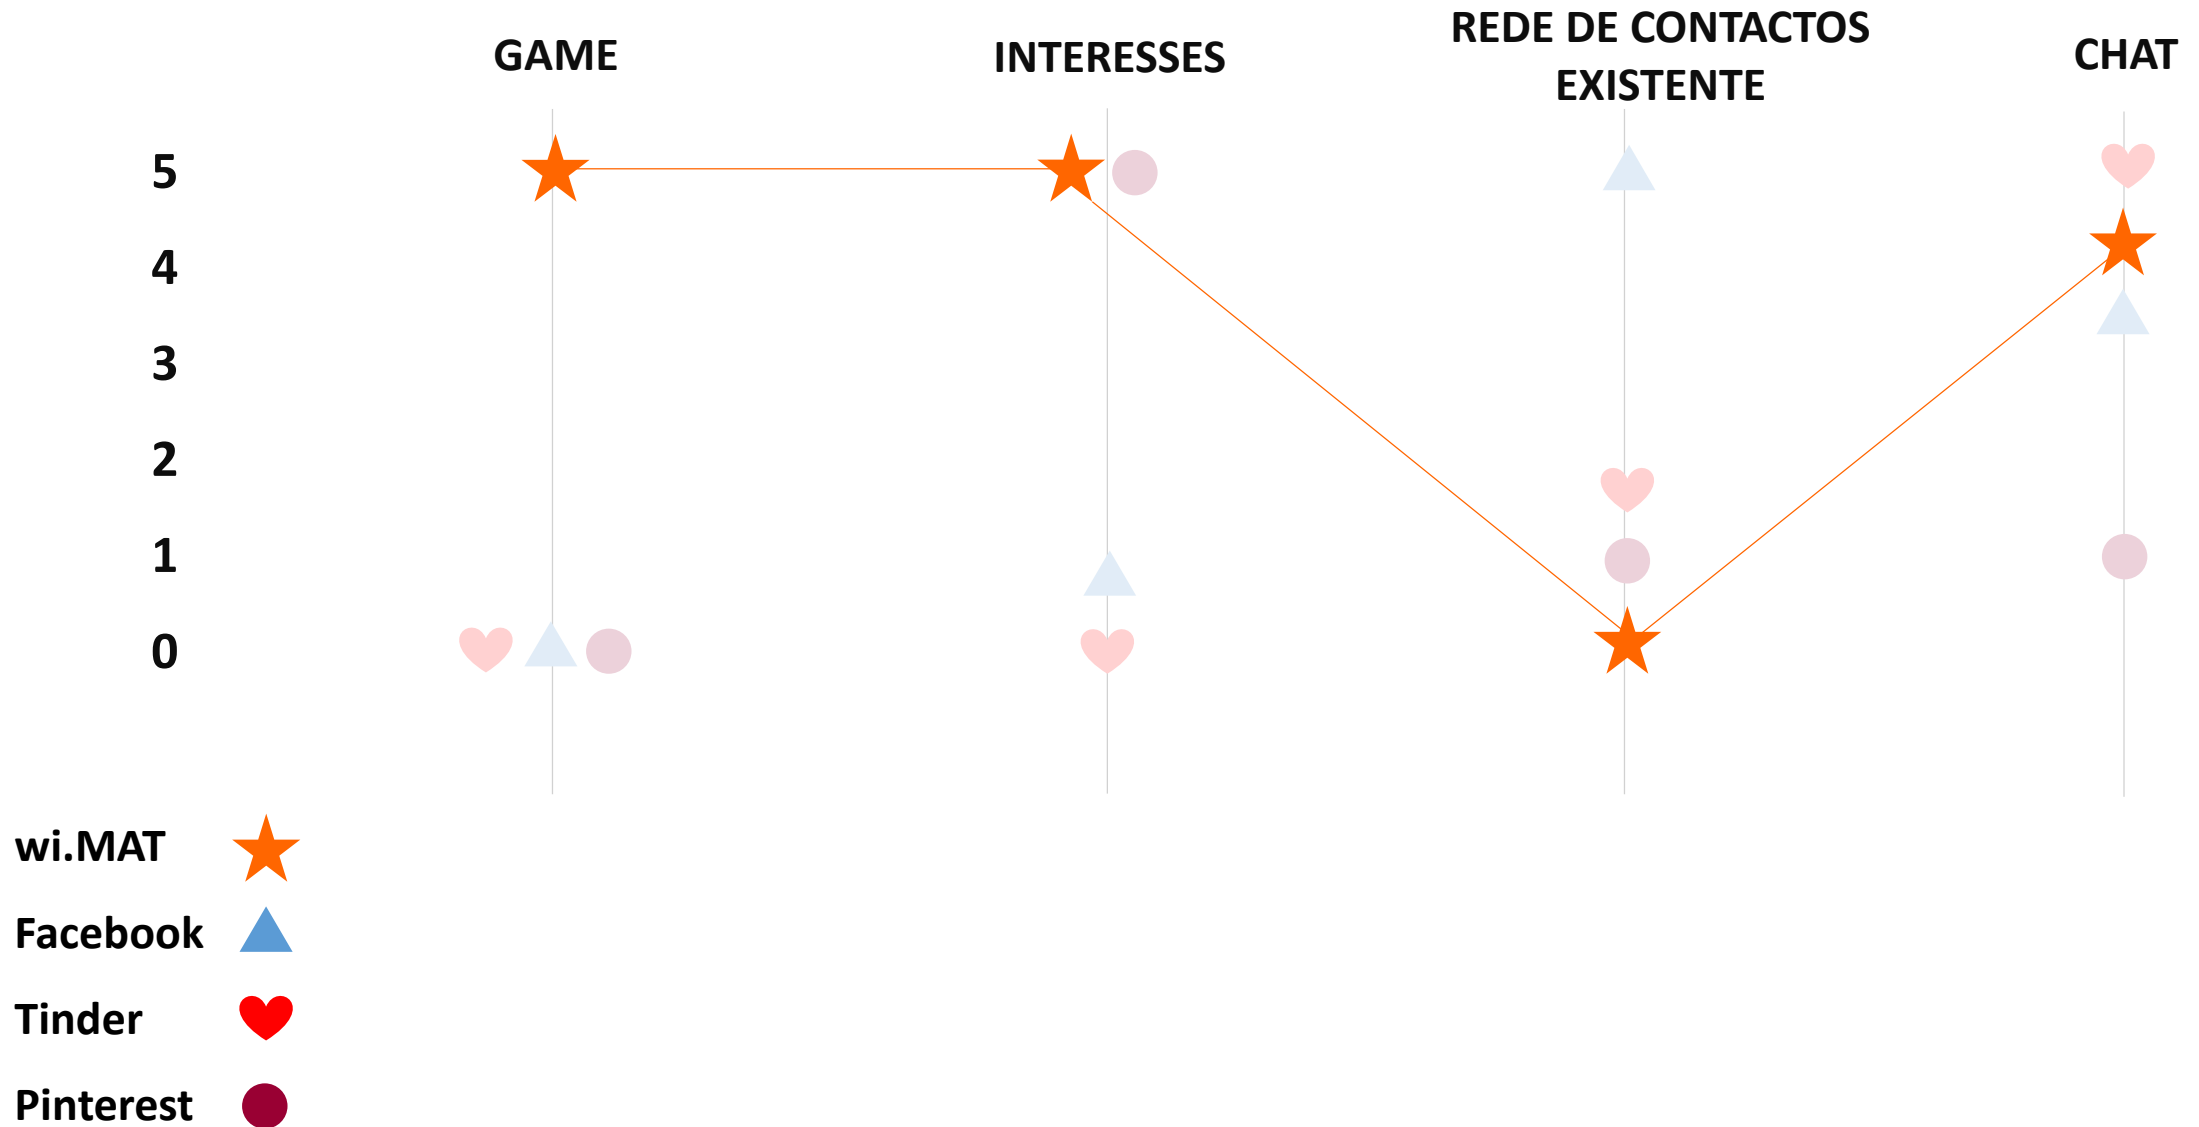 GAME
INTERESSES
REDE DE CONTACTOS
EXISTENTE
CHAT
5
4
3
2
1
0
wi.MAT
Facebook
Tinder
Pinterest